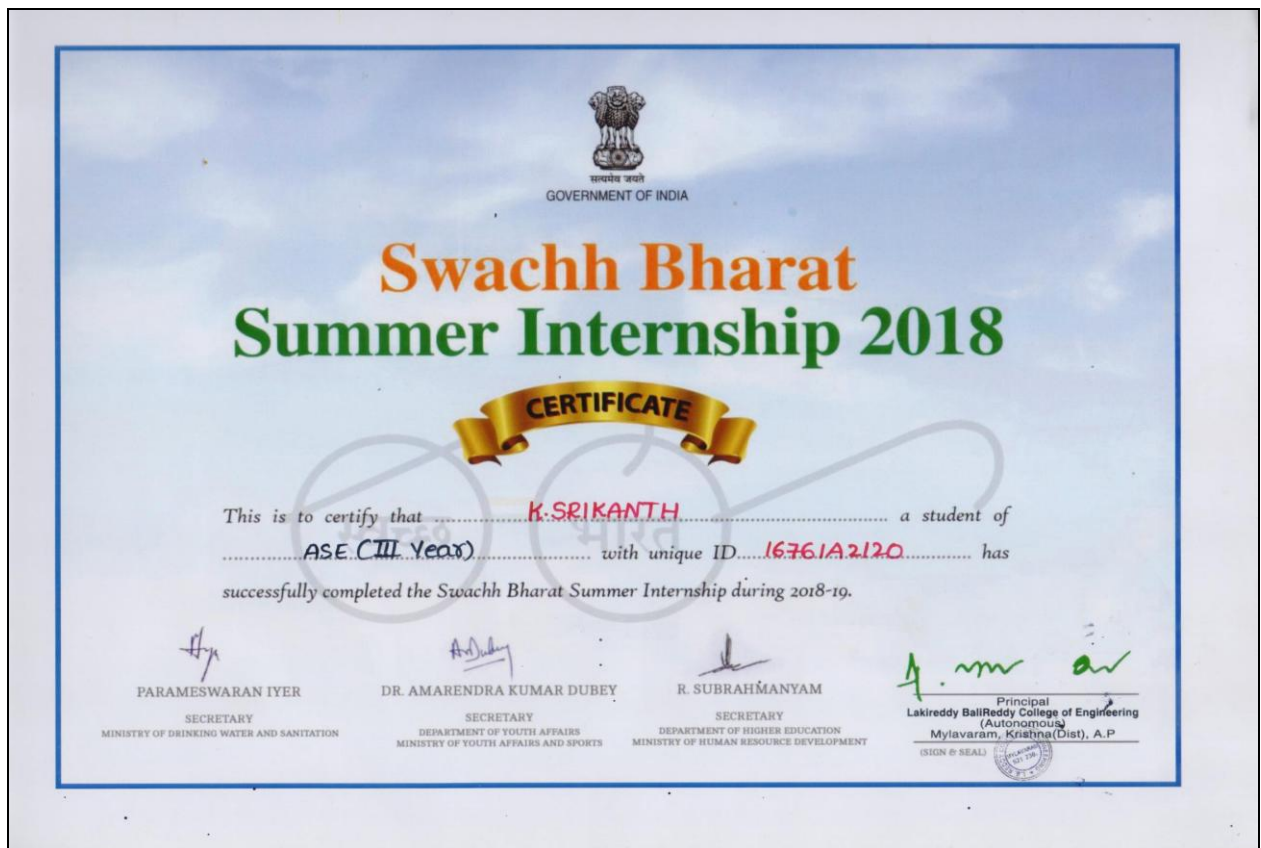 सत्यमेव जयते
GOVERNMENT OF INDIA
Swachh Bharat
Summer Internship 2018
CERTIFICATE
स्वच्छ भारत
This is to certify that K.SRIKANTH a student of
ASE (III Year) with unique ID 16761A2120 has
successfully completed the Swachh Bharat Summer Internship during 2018-19.
PARAMESWARAN IYER
SECRETARY
MINISTRY OF DRINKING WATER AND SANITATION
DR. AMARENDRA KUMAR DUBEY
SECRETARY
DEPARTMENT OF YOUTH AFFAIRS
MINISTRY OF YOUTH AFFAIRS AND SPORTS
R. SUBRAHMANYAM
SECRETARY
DEPARTMENT OF HIGHER EDUCATION
MINISTRY OF HUMAN RESOURCE DEVELOPMENT
Principal
Lakireddy BaliReddy College of Engineering
(Autonomous)
Mylavaram, Krishna(Dist), A.P
(SIGN & SEAL)